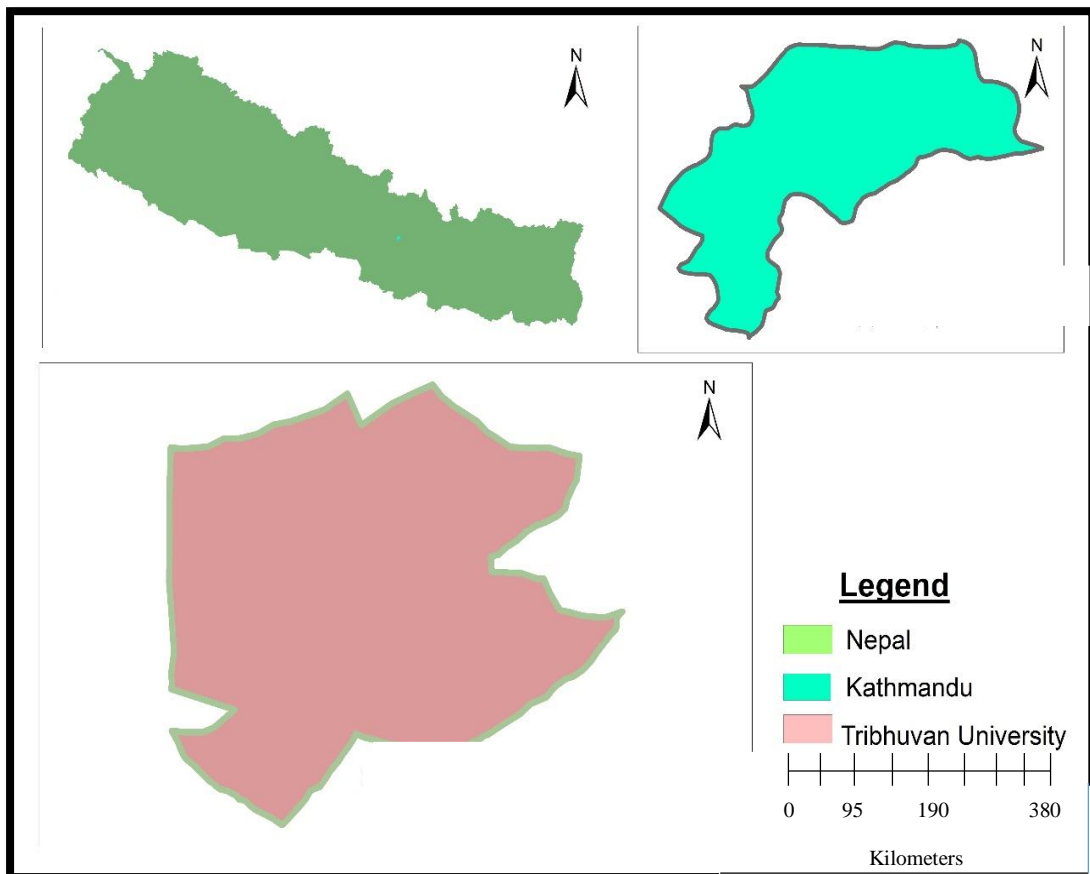 N
N
N
Legend
Nepal
Kathmandu
Tribhuvan University
0 95 190 380
Kilometers